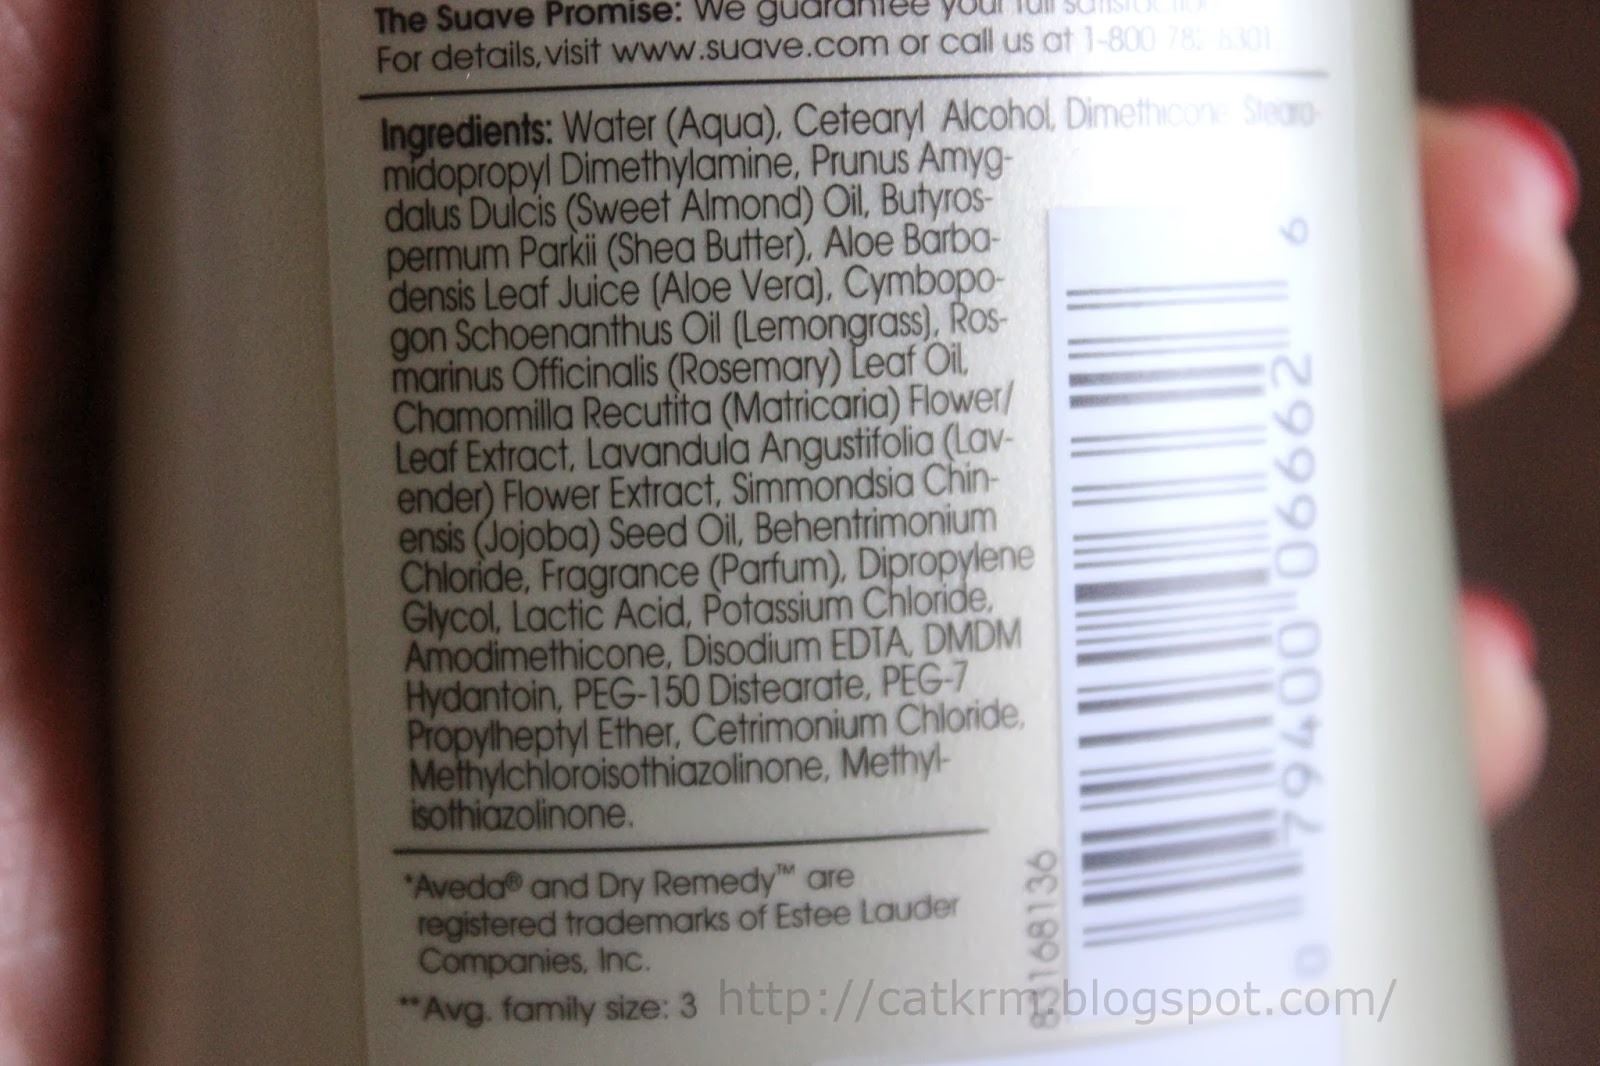 The Suave Promise: We guarantee your full satisfaction
For details, visit www.suave.com or call us at 1-800 782 6301.
Ingredients: Water (Aqua), Cetearyl Alcohol, Dimethicone Stearo-
midopropyl Dimethylamine, Prunus Amyg-
dalus Dulcis (Sweet Almond) Oil, Butyros-
permum Parkii (Shea Butter), Aloe Barba-
densis Leaf Juice (Aloe Vera), Cymbopo-
gon Schoenanthus Oil (Lemongrass), Ros-
marinus Officinalis (Rosemary) Leaf Oil,
Chamomilla Recutita (Matricaria) Flower/
Leaf Extract, Lavandula Angustifolia (Lav-
ender) Flower Extract, Simmondsia Chin-
ensis (Jojoba) Seed Oil, Behentrimonium
Chloride, Fragrance (Parfum), Dipropylene
Glycol, Lactic Acid, Potassium Chloride,
Amodimethicone, Disodium EDTA, DMDM
Hydantoin, PEG-150 Distearate, PEG-7
Propylheptyl Ether, Cetrimonium Chloride,
Methylchloroisothiazolinone, Methyl-
isothiazolinone.
*Aveda® and Dry Remedy™ are
registered trademarks of Estee Lauder
Companies, Inc.
**Avg. family size: 3
83168136
0 79400 06662 6
http://catkrm.blogspot.com/